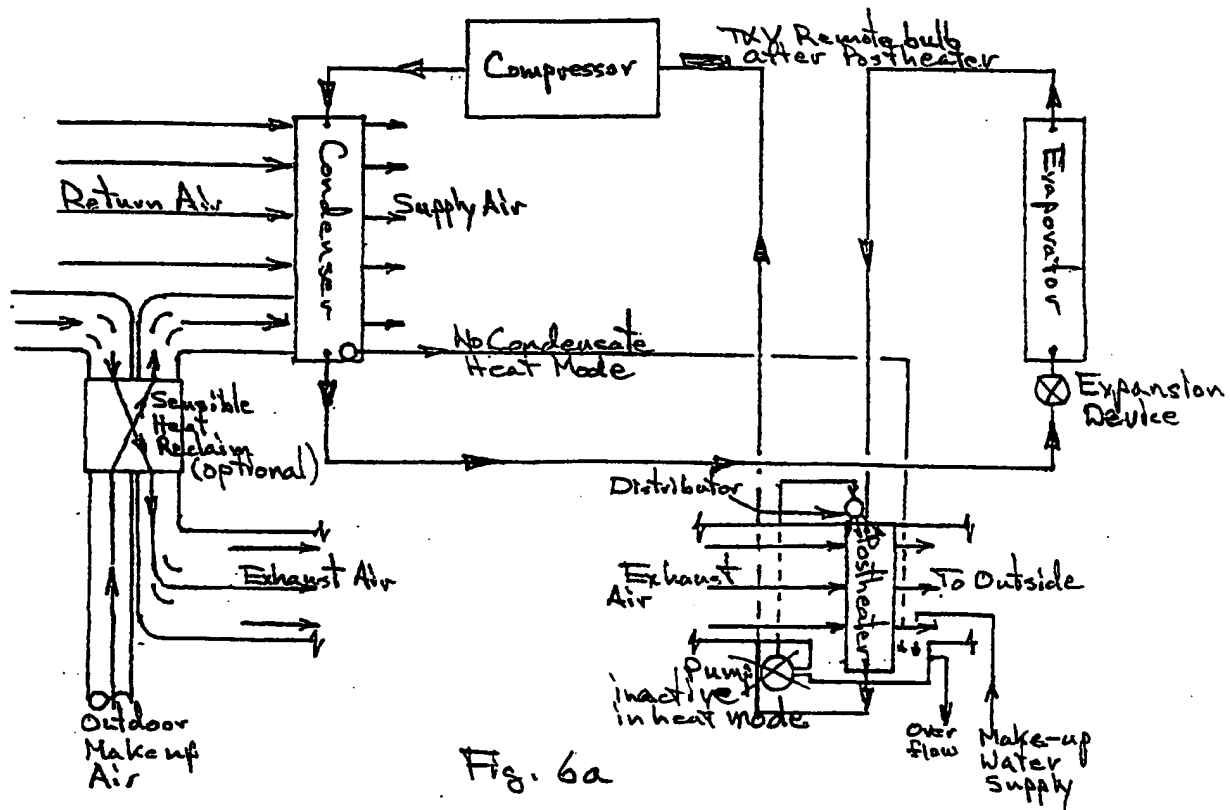 TXV Remote bulb
after Postheater
Compressor
Condenser
Evaporator
Return Air
Supply Air
No Condensate
Heat Mode
Expansion
Device
Sensible
Heat
Reclaim
(optional)
Distributor
Postheater
Exhaust Air
Exhaust
Air
To Outside
Pump
inactive
in heat mode
Over
flow
Make-up
Water
Supply
Outdoor
Makeup
Air
Fig. 6a